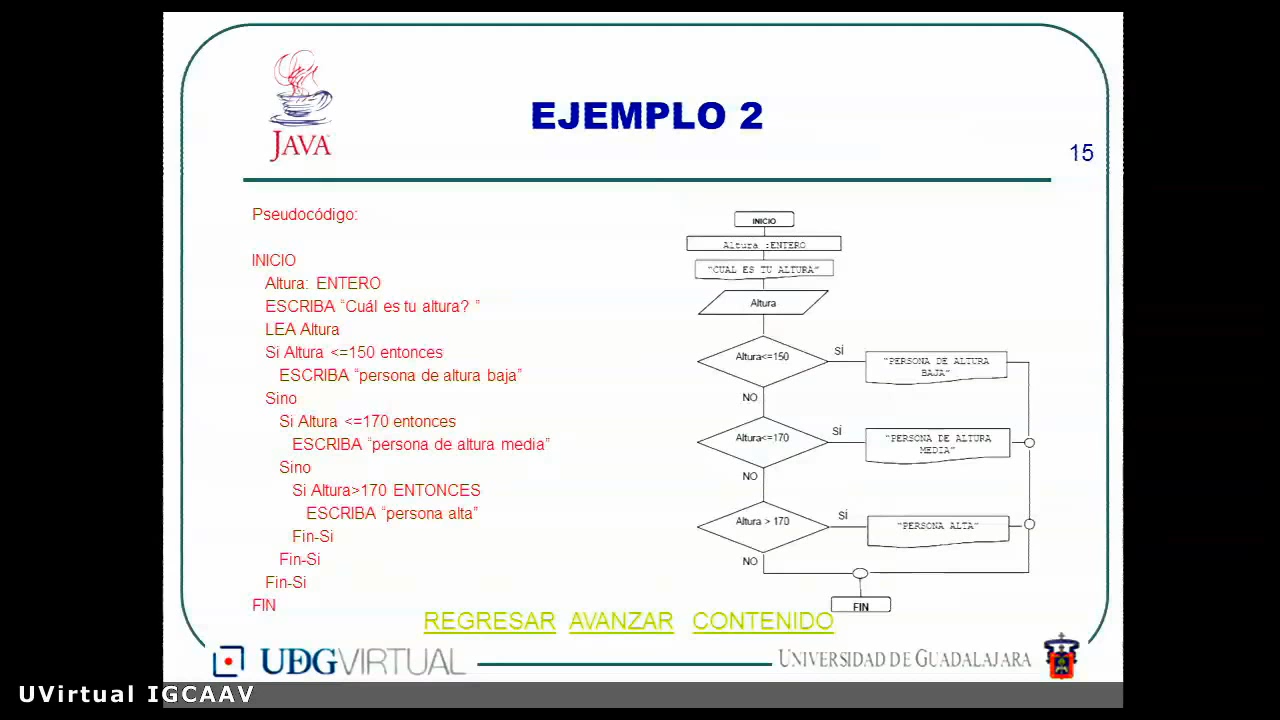 JAVA
EJEMPLO 2
15
Pseudocódigo:
INICIO
Altura: ENTERO
ESCRIBA “Cuál es tu altura? ”
LEA Altura
Si Altura <=150 entonces
ESCRIBA “persona de altura baja”
Sino
Si Altura <=170 entonces
ESCRIBA “persona de altura media”
Sino
Si Altura>170 ENTONCES
ESCRIBA “persona alta”
Fin-Si
Fin-Si
Fin-Si
FIN
INICIO
Altura :ENTERO
“CUAL ES TU ALTURA”
Altura
Altura<=150
SÍ
“PERSONA DE ALTURA
BAJA”
NO
Altura<=170
SÍ
“PERSONA DE ALTURA
MEDIA”
NO
Altura > 170
SÍ
“PERSONA ALTA”
NO
FIN
REGRESAR AVANZAR CONTENIDO
UDGVIRTUAL
UNIVERSIDAD DE GUADALAJARA
UVirtual IGCAAV